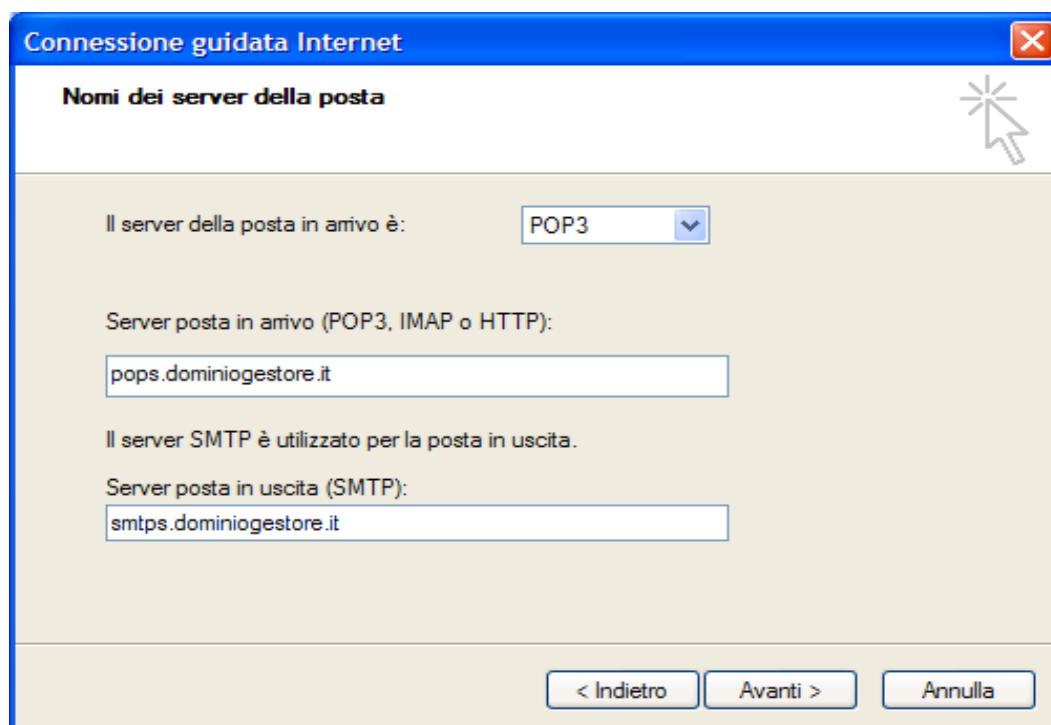 Connessione guidata Internet
Nomi dei server della posta
Il server della posta in arrivo è: POP3
Server posta in arrivo (POP3, IMAP o HTTP):
pops.dominiogestore.it
Il server SMTP è utilizzato per la posta in uscita.
Server posta in uscita (SMTP):
smtps.dominiogestore.it
< Indietro Avanti > Annulla